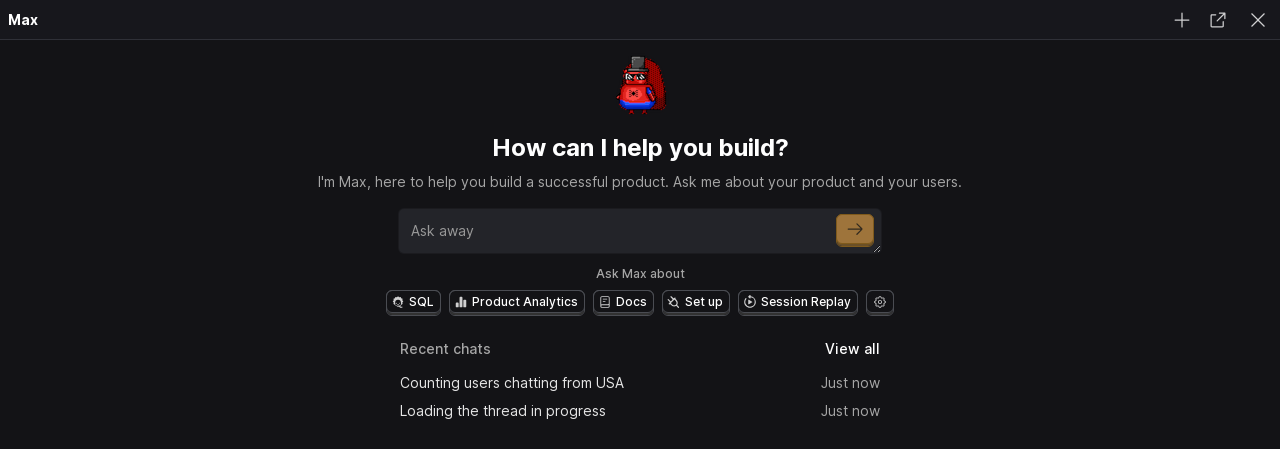 Max
How can I help you build?
I'm Max, here to help you build a successful product. Ask me about your product and your users.
Ask away
Ask Max about
SQL Product Analytics Docs Set up Session Replay
Recent chats View all
Counting users chatting from USA Just now
Loading the thread in progress Just now